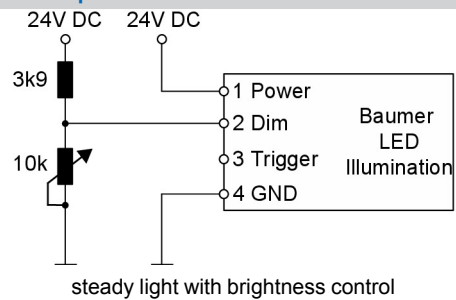 24V DC 24V DC
3k9
1 Power
2 Dim
10k
3 Trigger
4 GND
Baumer
LED
Illumination
steady light with brightness control